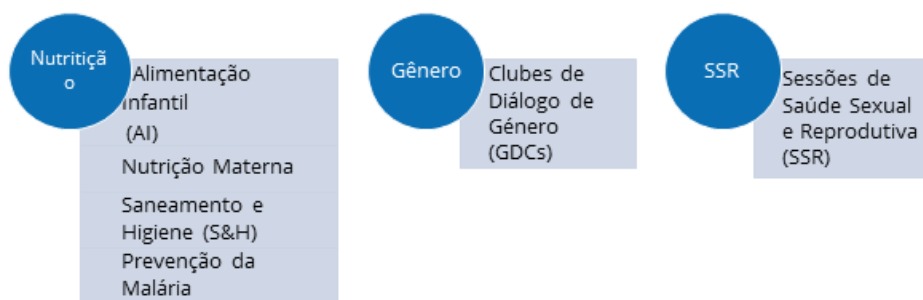 Nutritiçã
o
Alimentação
Infantil
(AI)
Nutrição Materna
Saneamento e
Higiene (S&H)
Prevenção da
Malária
Gênero
Clubes de
Diálogo de
Género
(GDCs)
SSR
Sessões de
Saúde Sexual
e Reprodutiva
(SSR)